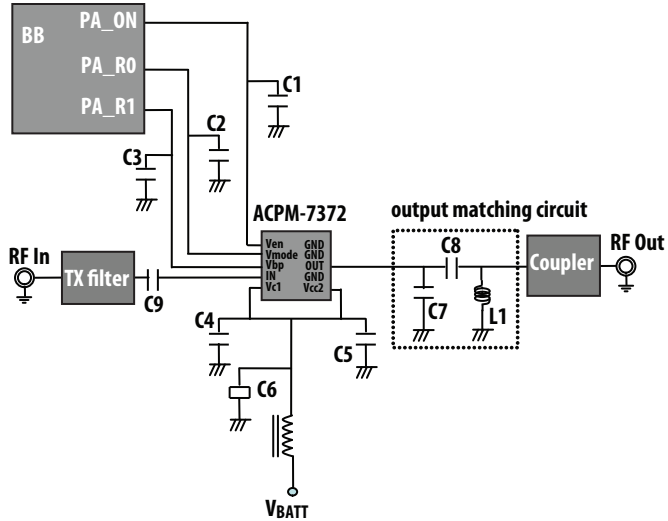 BB
PA_ON
PA_R0
PA_R1
C1
C2
C3
ACPM-7372
output matching circuit
Ven GND
Vmode GND
Vbp OUT
IN GND
Vc1 Vcc2
RF In
TX filter
C9
C8
C7
L1
Coupler
RF Out
C4
C5
C6
VBATT